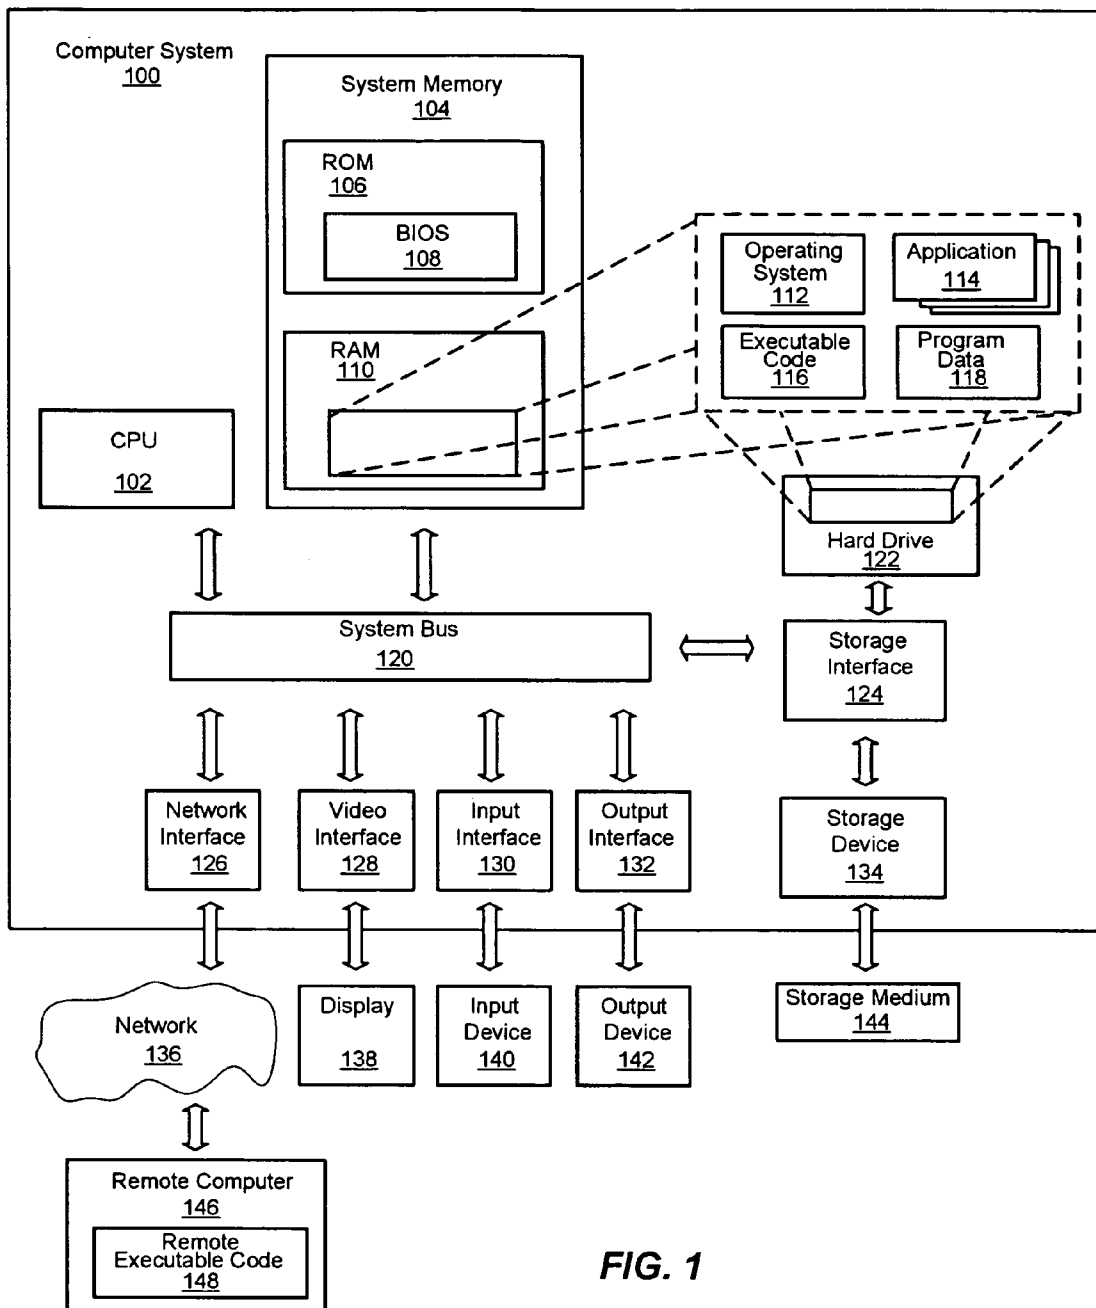 Computer System
100
System Memory
104
ROM
106
BIOS
108
RAM
110
Operating
System
112
Application
114
Executable
Code
116
Program
Data
118
CPU
102
Hard Drive
122
System Bus
120
Storage
Interface
124
Network
Interface
126
Video
Interface
128
Input
Interface
130
Output
Interface
132
Storage
Device
134
Network
136
Display
138
Input
Device
140
Output
Device
142
Storage Medium
144
Remote Computer
146
Remote
Executable Code
148
FIG. 1